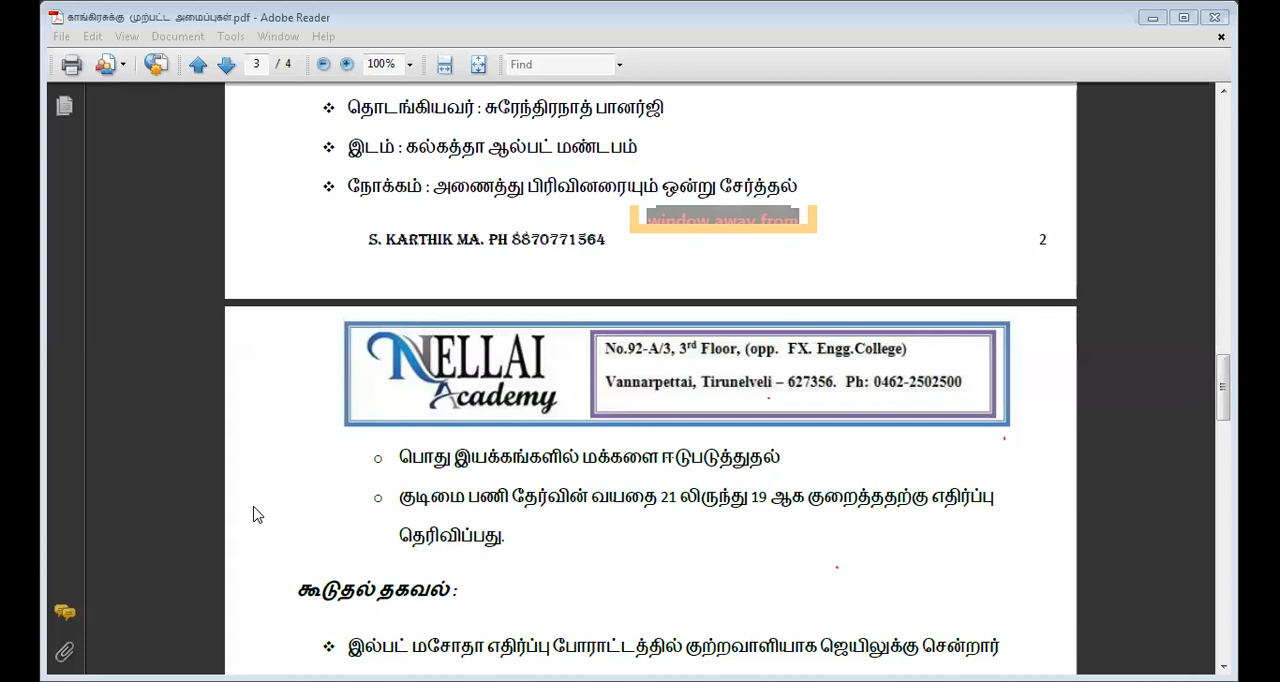 காங்கிரசுக்கு முற்பட்ட அமைப்புகள்.pdf - Adobe Reader
File Edit View Document Tools Window Help
3 / 4 100% Find
❖ தொடங்கியவர் : சுரேந்திரநாத் பானர்ஜி
❖ இடம் : கல்கத்தா ஆல்பட் மண்டபம்
❖ நோக்கம் : அணைத்து பிரிவினரையும் ஒன்று சேர்த்தல்
window away from
S. KARTHIK MA. PH 8870771564 2
NELLAI Academy
No.92-A/3, 3rd Floor, (opp. FX. Engg.College)
Vannarpettai, Tirunelveli – 627356. Ph: 0462-2502500
o பொது இயக்கங்களில் மக்களை ஈடுபடுத்துதல்
o குடிமை பணி தேர்வின் வயதை 21 லிருந்து 19 ஆக குறைத்ததற்கு எதிர்ப்பு
தெரிவிப்பது.
கூடுதல் தகவல் :
❖ இல்பட் மசோதா எதிர்ப்பு போராட்டத்தில் குற்றவாளியாக ஜெயிலுக்கு சென்றார்